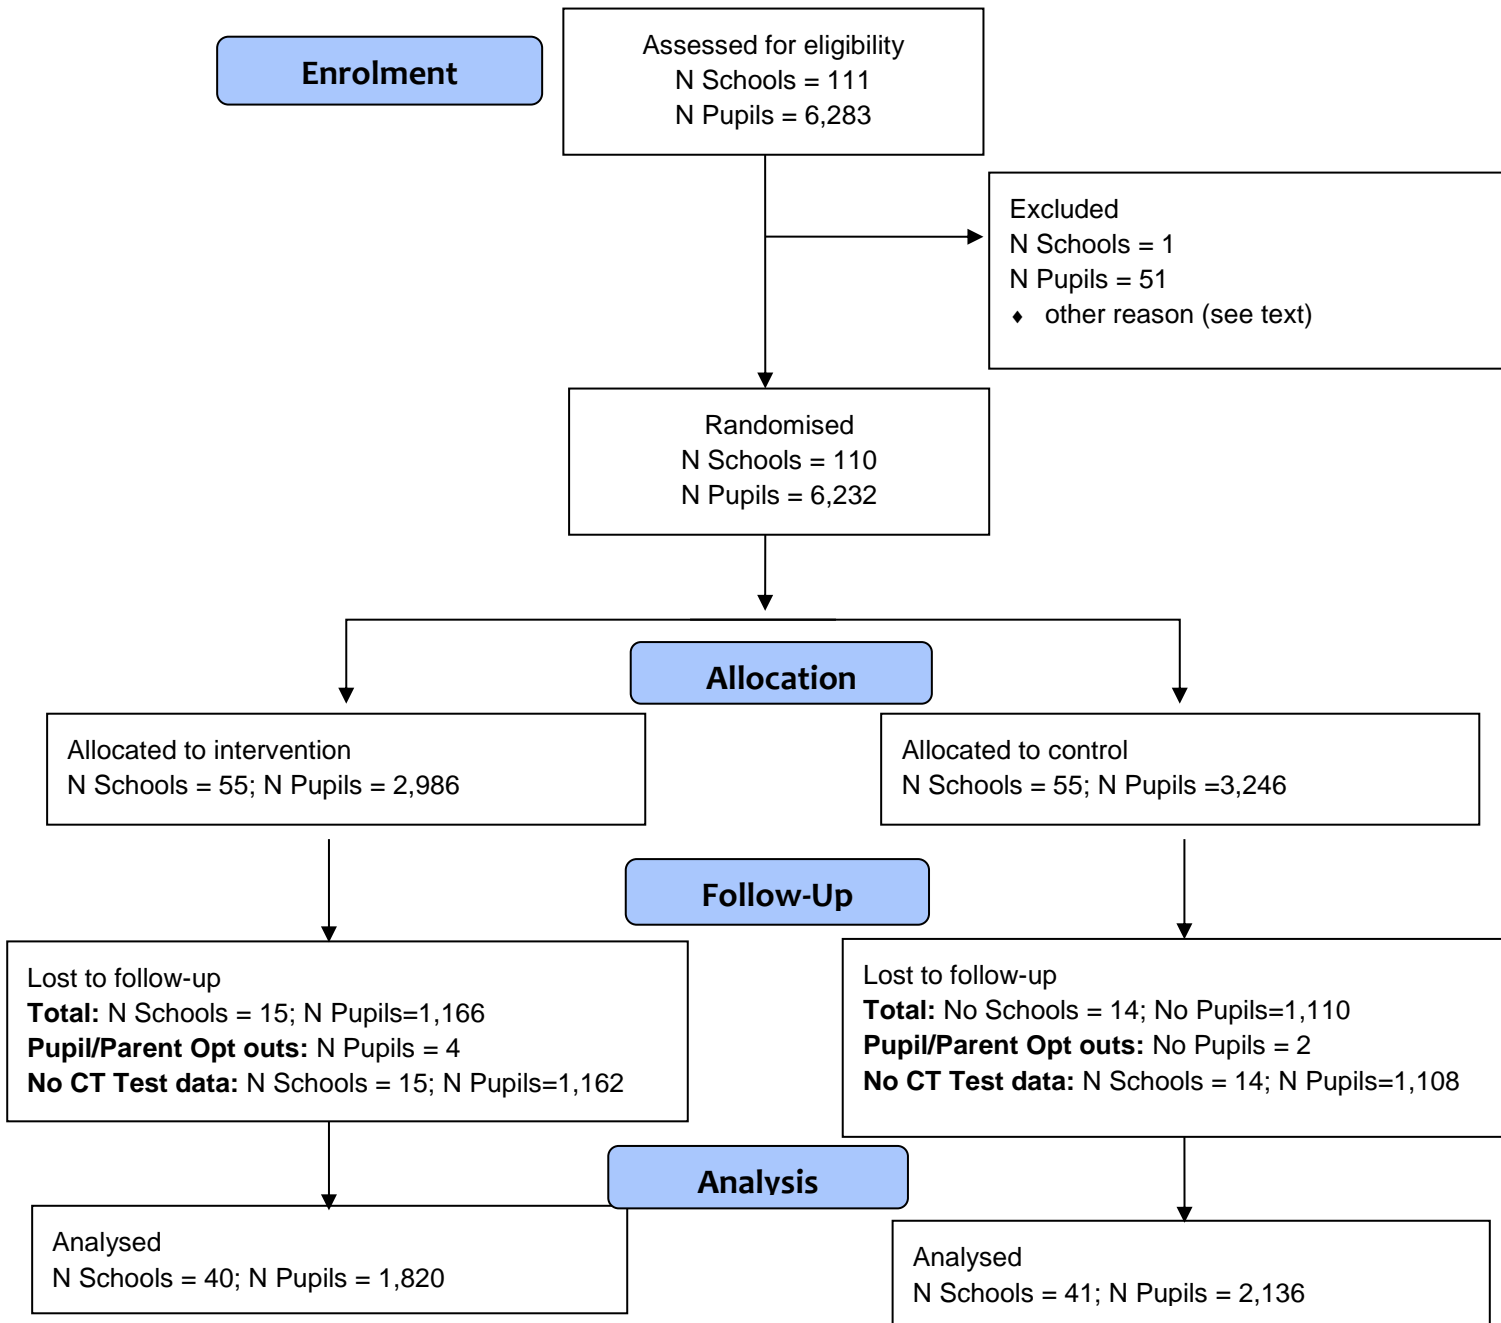 Enrolment
Assessed for eligibility
N Schools = 111
N Pupils = 6,283
Excluded
N Schools = 1
N Pupils = 51
♦ other reason (see text)
Randomised
N Schools = 110
N Pupils = 6,232
Allocation
Allocated to intervention
N Schools = 55; N Pupils = 2,986
Allocated to control
N Schools = 55; N Pupils =3,246
Follow-Up
Lost to follow-up
Total: N Schools = 15; N Pupils=1,166
Pupil/Parent Opt outs: N Pupils = 4
No CT Test data: N Schools = 15; N Pupils=1,162
Lost to follow-up
Total: No Schools = 14; No Pupils=1,110
Pupil/Parent Opt outs: No Pupils = 2
No CT Test data: N Schools = 14; N Pupils=1,108
Analysis
Analysed
N Schools = 40; N Pupils = 1,820
Analysed
N Schools = 41; N Pupils = 2,136